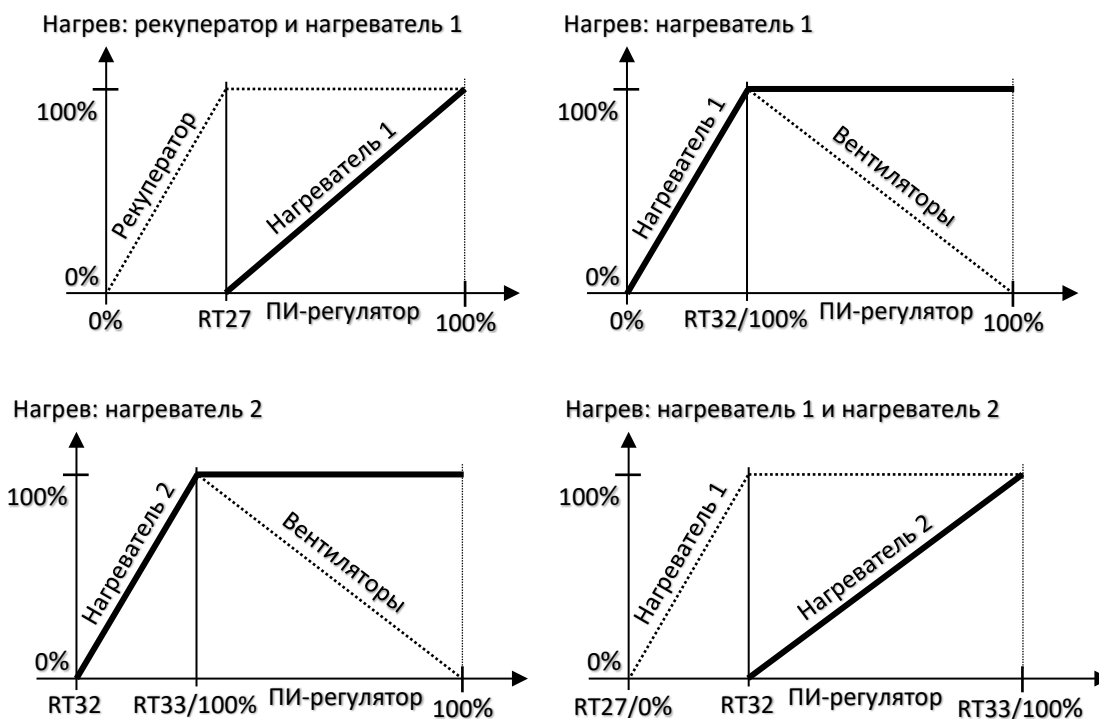 Нагрев: рекуператор и нагреватель 1
100%
Рекуператор
Нагреватель 1
0%
0%
RT27
ПИ-регулятор
100%
Нагрев: нагреватель 1
100%
Нагреватель 1
Вентиляторы
0%
0%
RT32/100%
ПИ-регулятор
100%
Нагрев: нагреватель 2
100%
Нагреватель 2
Вентиляторы
0%
RT32
RT33/100%
ПИ-регулятор
100%
Нагрев: нагреватель 1 и нагреватель 2
100%
Нагреватель 1
Нагреватель 2
0%
RT27/0%
RT32
ПИ-регулятор
RT33/100%